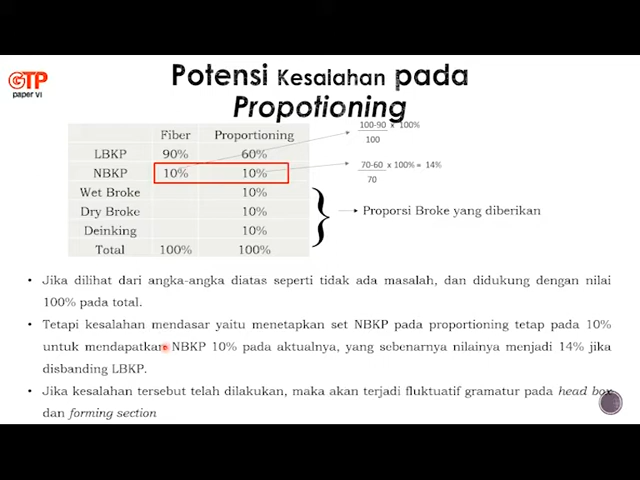 GTP
paper VI
Potensi Kesalahan pada
Propotioning
Fiber Proportioning
LBKP 90% 60%
NBKP 10% 10%
Wet Broke 10%
Dry Broke 10%
Deinking 10%
Total 100% 100%
100-90 x 100%
100
70-60 x 100% = 14%
70
Proporsi Broke yang diberikan
• Jika dilihat dari angka-angka diatas seperti tidak ada masalah, dan didukung dengan nilai
100% pada total.
• Tetapi kesalahan mendasar yaitu menetapkan set NBKP pada proportioning tetap pada 10%
untuk mendapatkan NBKP 10% pada aktualnya, yang sebenarnya nilainya menjadi 14% jika
disbanding LBKP.
• Jika kesalahan tersebut telah dilakukan, maka akan terjadi fluktuatif gramatur pada head box
dan forming section